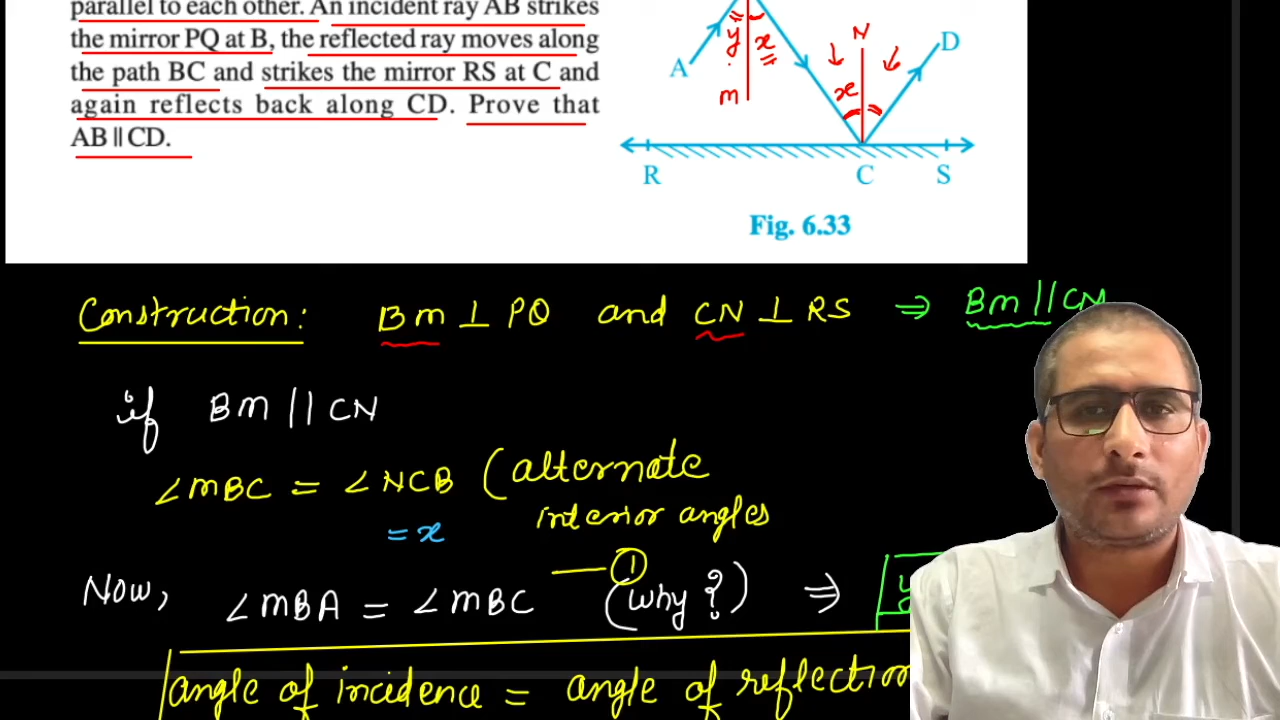 parallel to each other. An incident ray AB strikes
the mirror PQ at B, the reflected ray moves along
the path BC and strikes the mirror RS at C and
again reflects back along CD. Prove that
AB || CD.
y x
A
m
N
D
x
R C S
Fig. 6.33
Construction: Bm ⊥ PQ and CN ⊥ RS ⇒ Bm // CN
if Bm // CN
∠MBC = ∠NCB (alternate
= x interior angles
— ①
Now, ∠MBA = ∠MBC (why?) ⇒ y
angle of incidence = angle of reflection